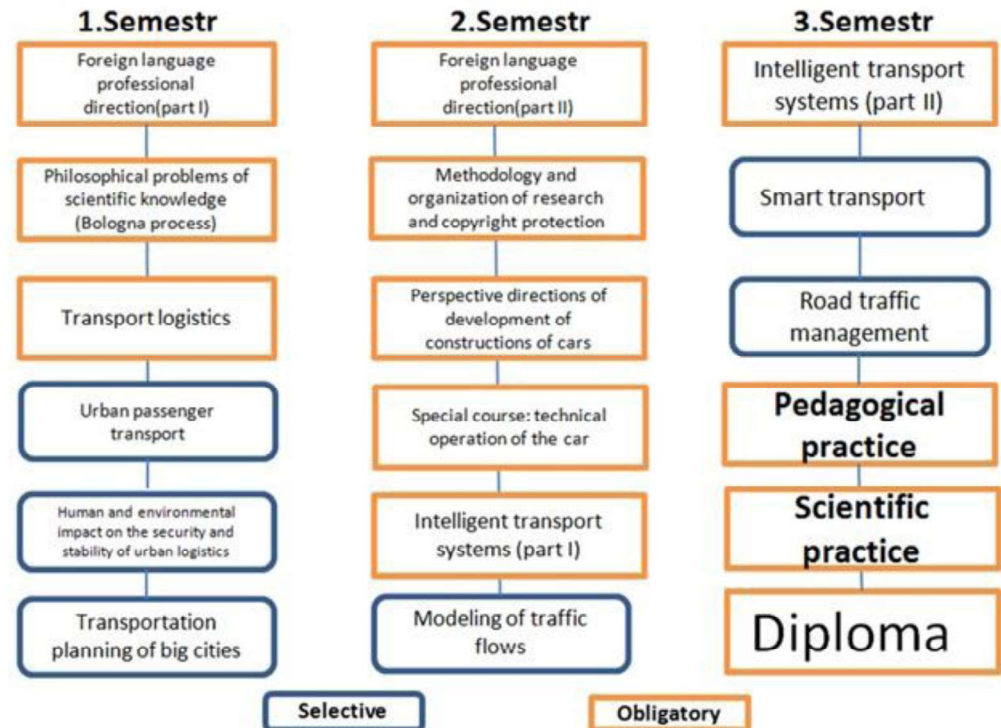 1.Semestr
Foreign language
professional
direction(part I)
Philosophical problems of
scientific knowledge
(Bologna process)
Transport logistics
Urban passenger
transport
Human and environmental
impact on the security and
stability of urban logistics
Transportation
planning of big cities
2.Semestr
Foreign language
professional
direction(part II)
Methodology and
organization of research
and copyright protection
Perspective directions of
development of
constructions of cars
Special course: technical
operation of the car
Intelligent transport
systems (part I)
Modeling of traffic
flows
3.Semestr
Intelligent transport
systems (part II)
Smart transport
Road traffic
management
Pedagogical
practice
Scientific
practice
Diploma
Selective
Obligatory